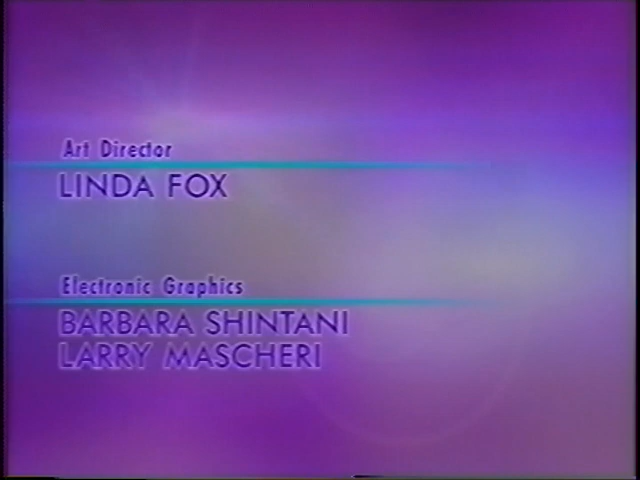 Art Director
LINDA FOX
Electronic Graphics
BARBARA SHINTANI
LARRY MASCHERI